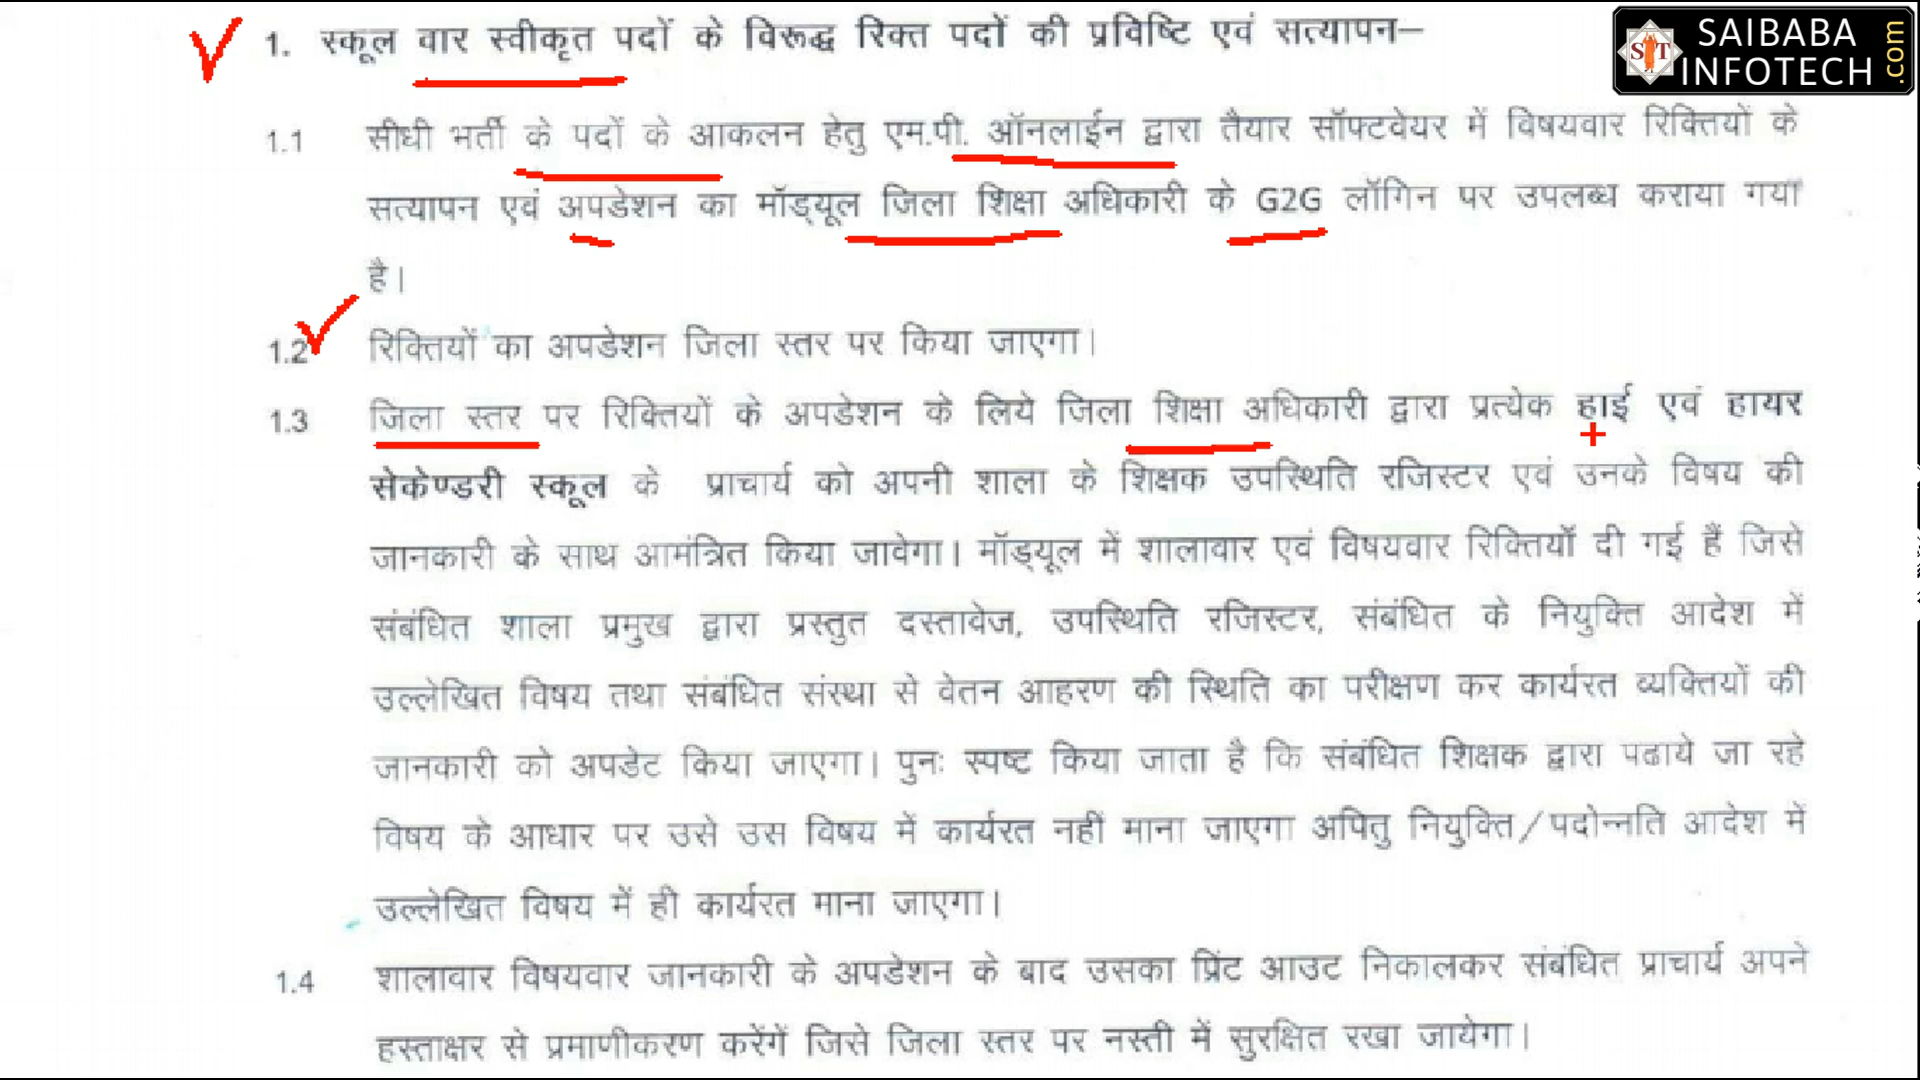 SAIBABA
INFOTECH .com
SIT
1. स्कूल वार स्वीकृत पदों के विरूद्ध रिक्त पदों की प्रविष्टि एवं सत्यापन–
1.1 सीधी भर्ती के पदों के आकलन हेतु एम.पी. ऑनलाईन द्वारा तैयार सॉफ्टवेयर में विषयवार रिक्तियों के
सत्यापन एवं अपडेशन का मॉड्यूल जिला शिक्षा अधिकारी के G2G लॉगिन पर उपलब्ध कराया गया
है।
1.2 रिक्तियों का अपडेशन जिला स्तर पर किया जाएगा।
1.3 जिला स्तर पर रिक्तियों के अपडेशन के लिये जिला शिक्षा अधिकारी द्वारा प्रत्येक हाई एवं हायर
सेकेण्डरी स्कूल के प्राचार्य को अपनी शाला के शिक्षक उपस्थिति रजिस्टर एवं उनके विषय की
जानकारी के साथ आमंत्रित किया जावेगा। मॉड्यूल में शालावार एवं विषयवार रिक्तियॉ दी गई हैं जिसे
संबंधित शाला प्रमुख द्वारा प्रस्तुत दस्तावेज, उपस्थिति रजिस्टर, संबंधित के नियुक्ति आदेश में
उल्लेखित विषय तथा संबंधित संस्था से वेतन आहरण की स्थिति का परीक्षण कर कार्यरत व्यक्तियों की
जानकारी को अपडेट किया जाएगा। पुनः स्पष्ट किया जाता है कि संबंधित शिक्षक द्वारा पढाये जा रहे
विषय के आधार पर उसे उस विषय में कार्यरत नहीं माना जाएगा अपितु नियुक्ति/पदोन्नति आदेश में
उल्लेखित विषय में ही कार्यरत माना जाएगा।
1.4 शालावार विषयवार जानकारी के अपडेशन के बाद उसका प्रिंट आउट निकालकर संबंधित प्राचार्य अपने
हस्ताक्षर से प्रमाणीकरण करेंगें जिसे जिला स्तर पर नस्ती में सुरक्षित रखा जायेगा।